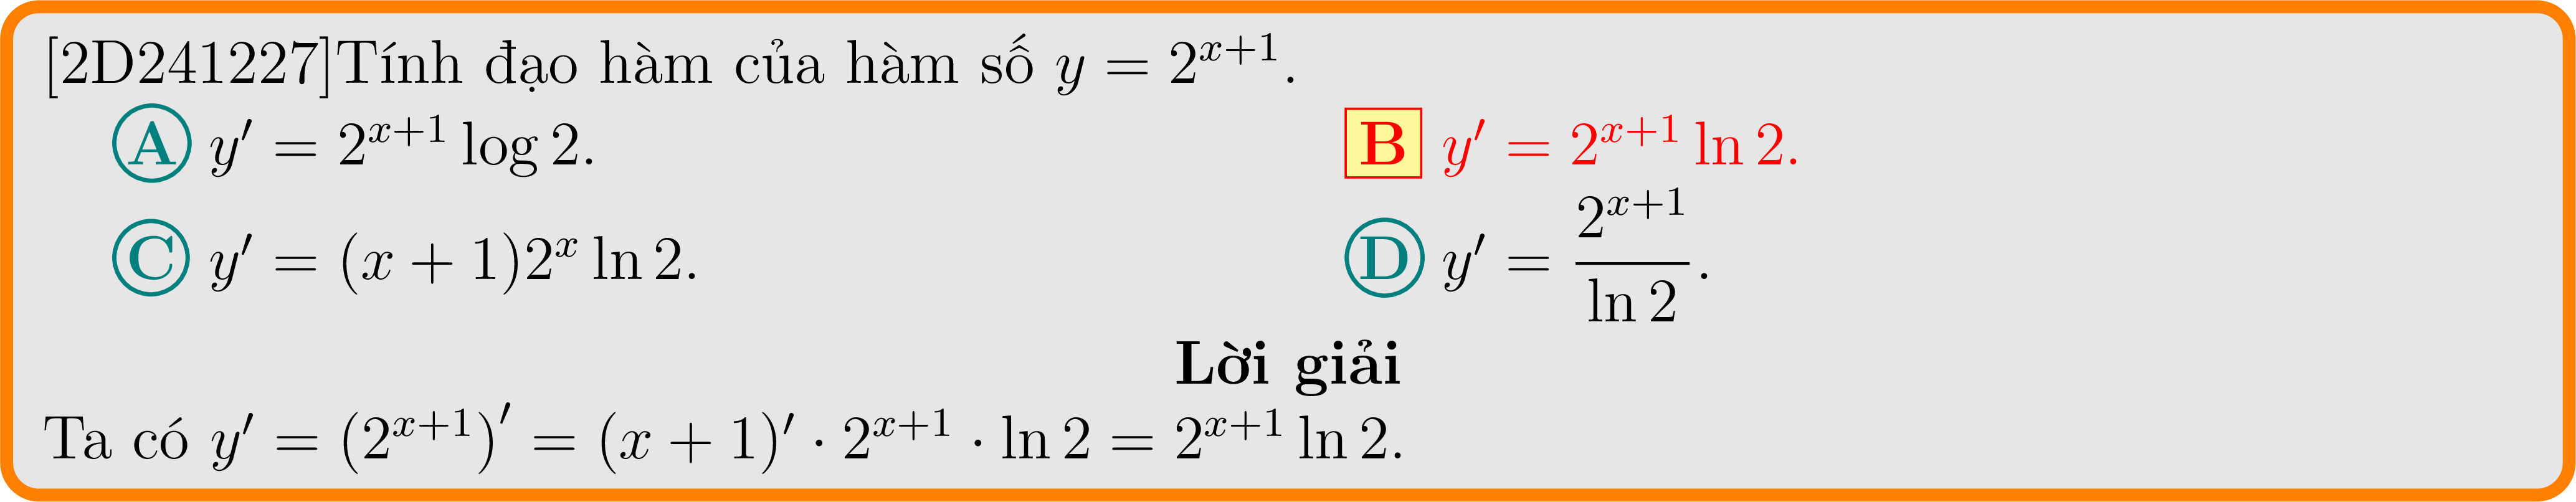 [2D241227]Tính đạo hàm của hàm số y = 2^{x+1}.
A y′ = 2^{x+1} log 2. B y′ = 2^{x+1} ln 2.
C y′ = (x + 1)2^x ln 2. D y′ = \frac{2^{x+1}}{ln 2}.
Lời giải
Ta có y′ = (2^{x+1})′ = (x + 1)′ · 2^{x+1} · ln 2 = 2^{x+1} ln 2.